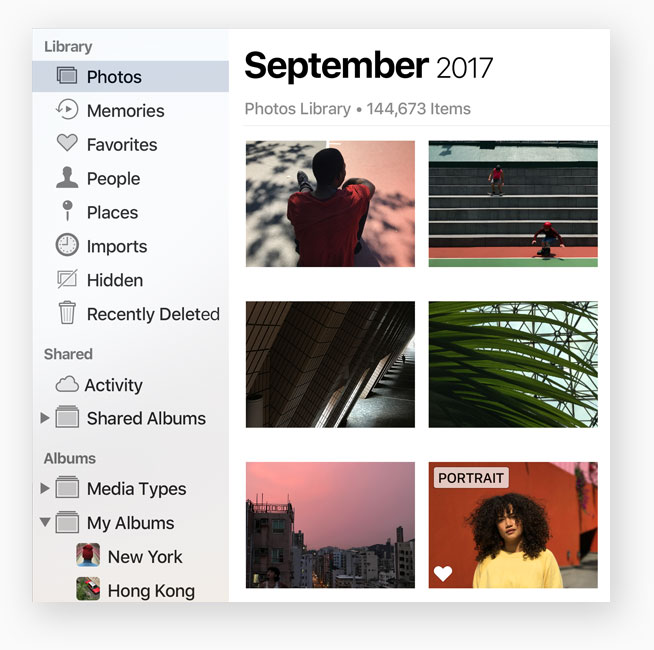 Library
Photos
Memories
Favorites
People
Places
Imports
Hidden
Recently Deleted
Shared
Activity
Shared Albums
Albums
Media Types
My Albums
New York
Hong Kong
September 2017
Photos Library • 144,673 Items
PORTRAIT